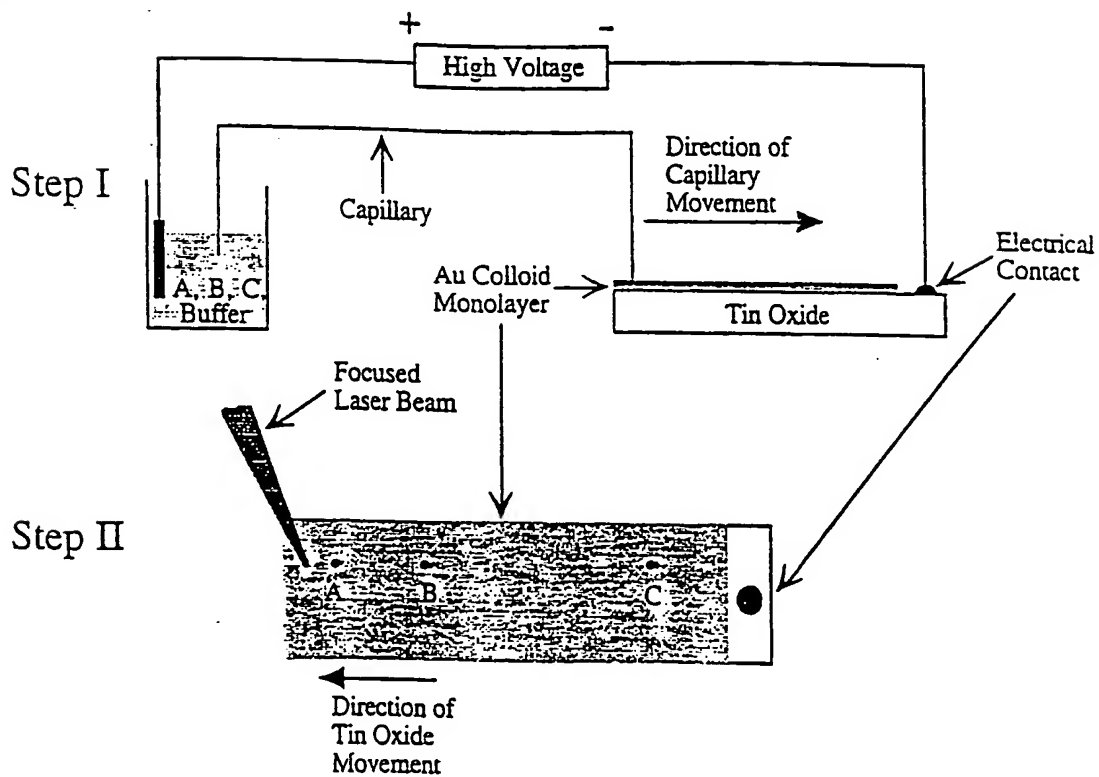 + -
High Voltage
Step I
Direction of
Capillary
Movement
Capillary
Electrical
Contact
A, B, C,
Buffer
Au Colloid
Monolayer
Tin Oxide
Focused
Laser Beam
Step II
A B C
Direction of
Tin Oxide
Movement